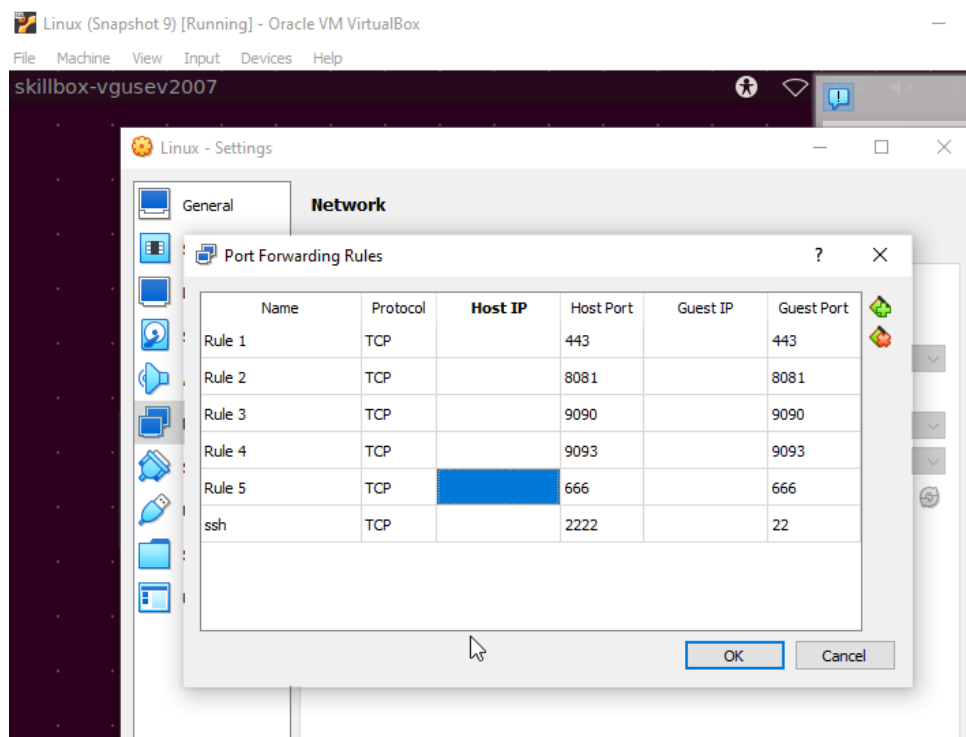 Linux (Snapshot 9) [Running] - Oracle VM VirtualBox
File Machine View Input Devices Help
skillbox-vgusev2007
Linux - Settings
General
Network
Port Forwarding Rules ?
Name Protocol Host IP Host Port Guest IP Guest Port
Rule 1 TCP 443 443
Rule 2 TCP 8081 8081
Rule 3 TCP 9090 9090
Rule 4 TCP 9093 9093
Rule 5 TCP 666 666
ssh TCP 2222 22
OK Cancel